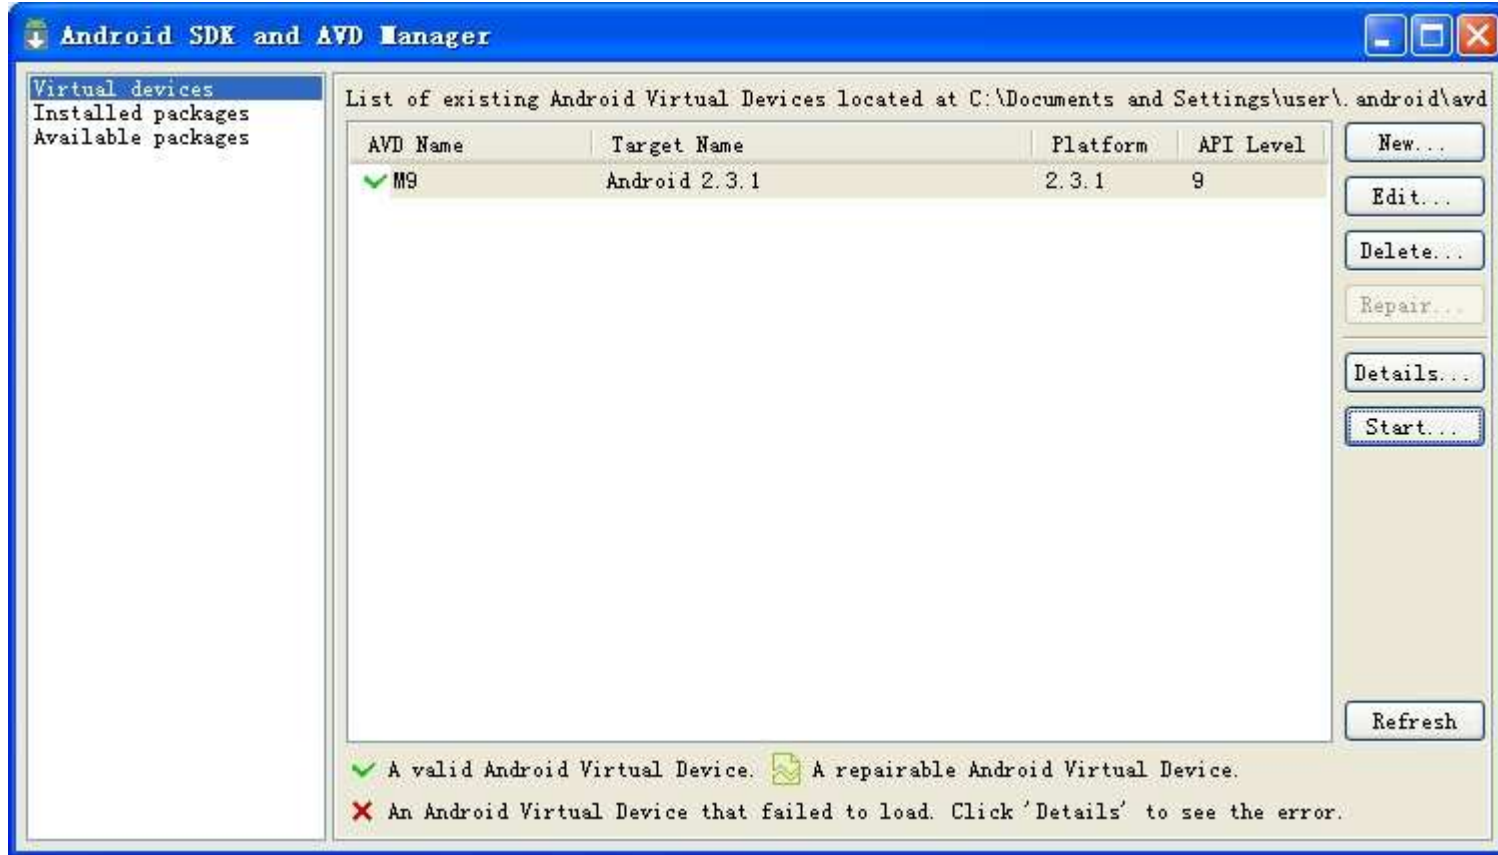 Android SDK and AVD Manager
Virtual devices
Installed packages
Available packages
List of existing Android Virtual Devices located at C:\Documents and Settings\user\.android\avd
AVD Name Target Name Platform API Level
M9 Android 2.3.1 2.3.1 9
New...
Edit...
Delete...
Repair...
Details...
Start...
Refresh
A valid Android Virtual Device. A repairable Android Virtual Device.
An Android Virtual Device that failed to load. Click 'Details' to see the error.